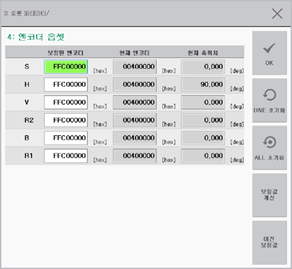 3: 로봇 파라미터/
4: 엔코더 옵셋
보정된 엔코더 현재 엔코더 현재 축위치
S FFC00000 [hex] 00400000 [hex] 0,000 [deg]
H FFC00000 [hex] 00400000 [hex] 90,000 [deg]
V FFC00000 [hex] 00400000 [hex] 0,000 [deg]
R2 FFC00000 [hex] 00400000 [hex] 0,000 [deg]
B FFC00000 [hex] 00400000 [hex] 0,000 [deg]
R1 FFC00000 [hex] 00400000 [hex] 0,000 [deg]
OK
ONE 초기화
ALL 초기화
보정값
계산
이전
보정값